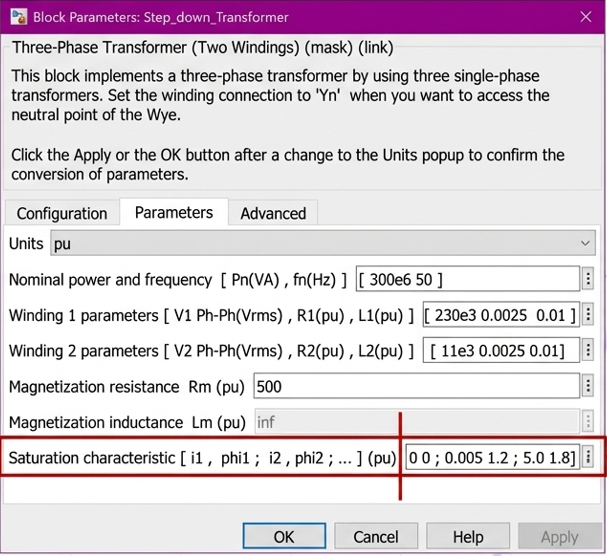 Block Parameters: Step_down_Transformer
Three-Phase Transformer (Two Windings) (mask) (link)
This block implements a three-phase transformer by using three single-phase
transformers. Set the winding connection to 'Yn' when you want to access the
neutral point of the Wye.
Click the Apply or the OK button after a change to the Units popup to confirm the
conversion of parameters.
Configuration Parameters Advanced
Units pu
Nominal power and frequency [ Pn(VA) , fn(Hz) ] [ 300e6 50 ]
Winding 1 parameters [ V1 Ph-Ph(Vrms) , R1(pu) , L1(pu) ] [ 230e3 0.0025 0.01 ]
Winding 2 parameters [ V2 Ph-Ph(Vrms) , R2(pu) , L2(pu) ] [ 11e3 0.0025 0.01]
Magnetization resistance Rm (pu) 500
Magnetization inductance Lm (pu) inf
Saturation characteristic [ i1 , phi1 ; i2 , phi2 ; ... ] (pu) 0 0 ; 0.005 1.2 ; 5.0 1.8]
OK Cancel Help Apply